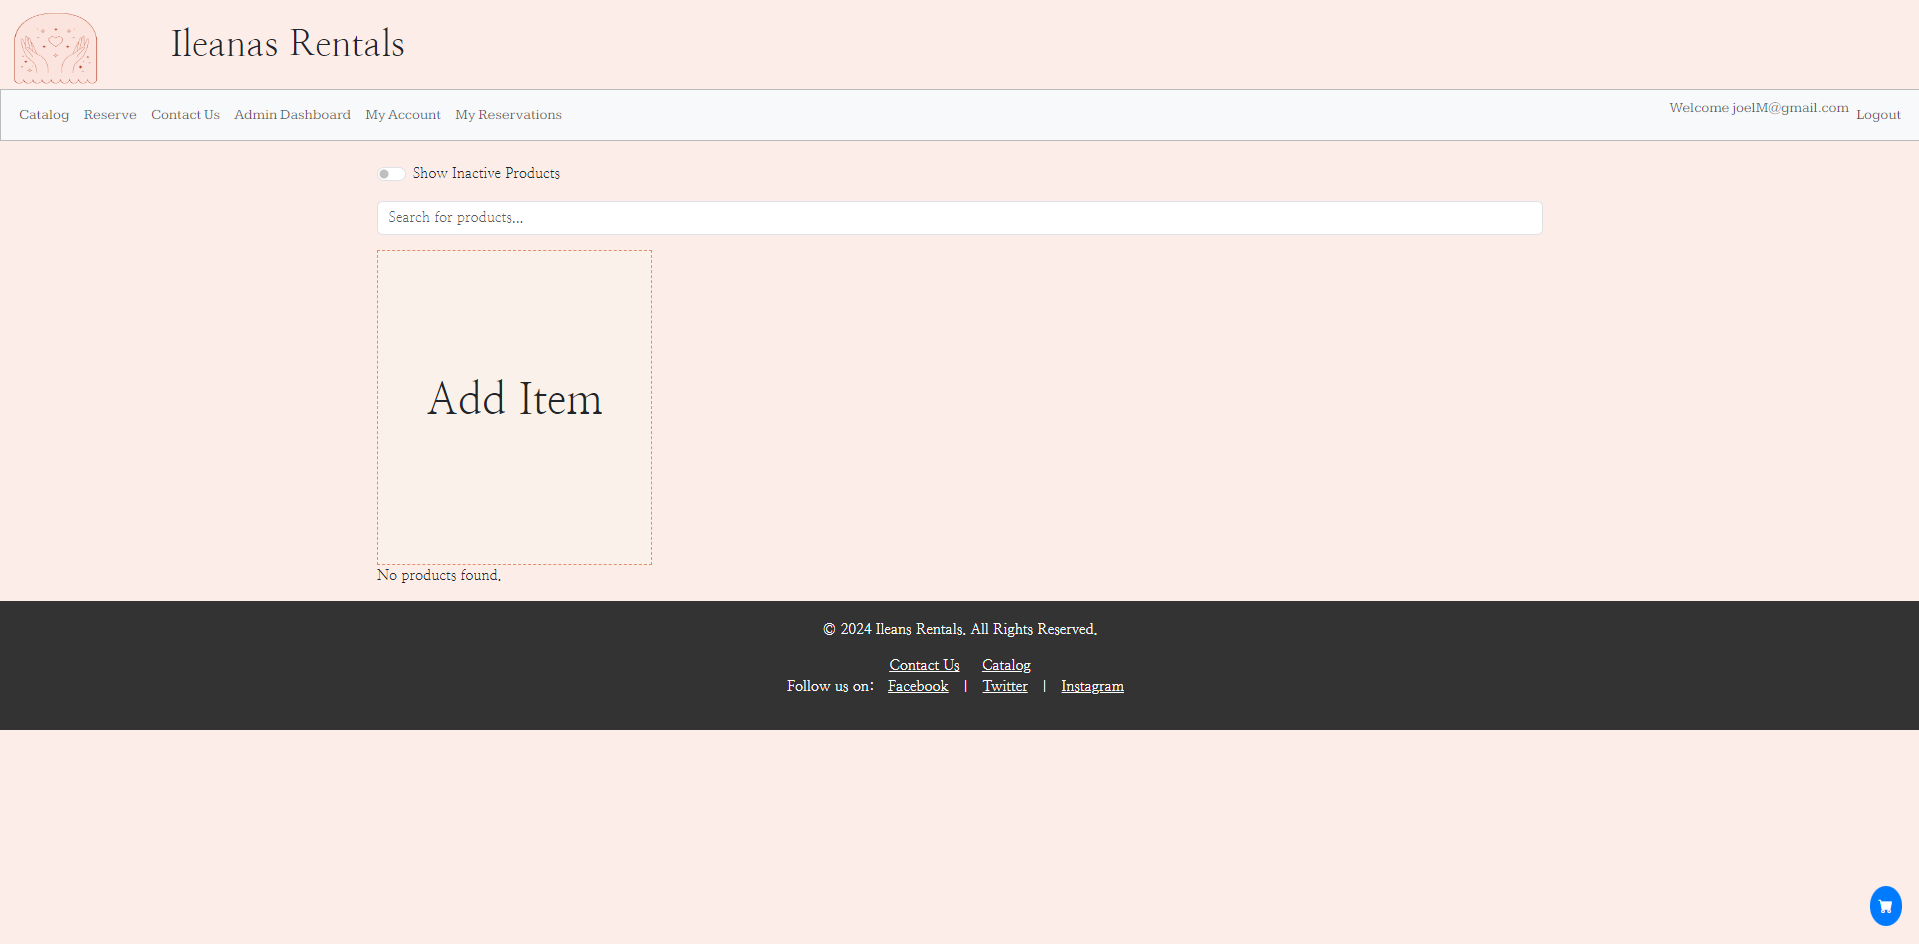 Ileanas Rentals
Catalog Reserve Contact Us Admin Dashboard My Account My Reservations Welcome joelM@gmail.com Logout
Show Inactive Products
Search for products...
Add Item
No products found.
© 2024 Ileans Rentals. All Rights Reserved.
Contact Us Catalog
Follow us on: Facebook | Twitter | Instagram